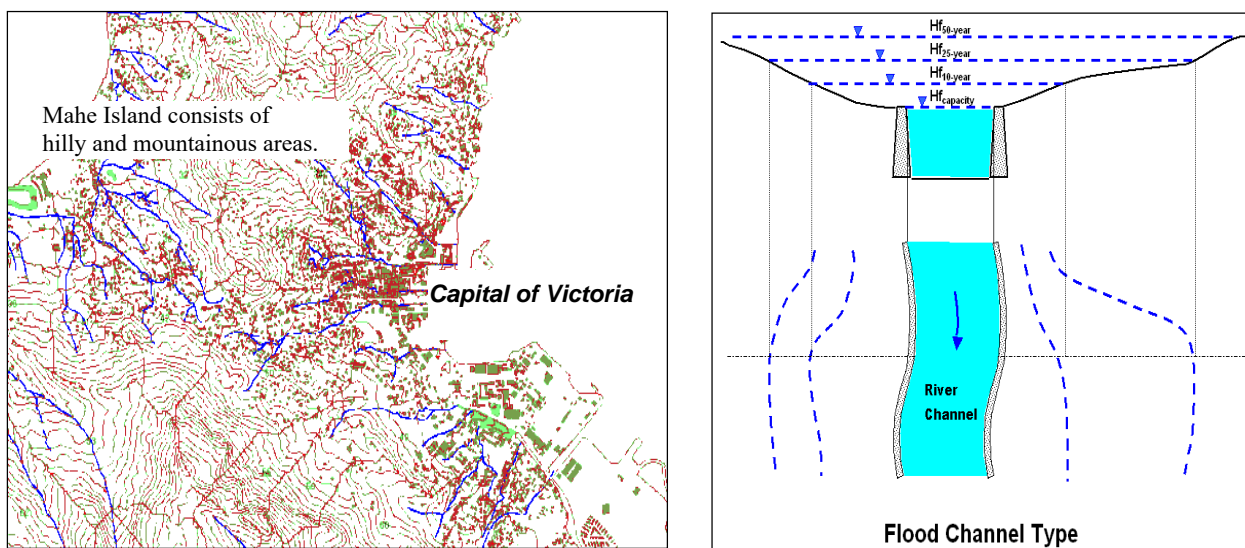 Mahe Island consists of
hilly and mountainous areas.
Capital of Victoria
Hf50-year
Hf25-year
Hf10-year
Hfcapacity
River
Channel
Flood Channel Type